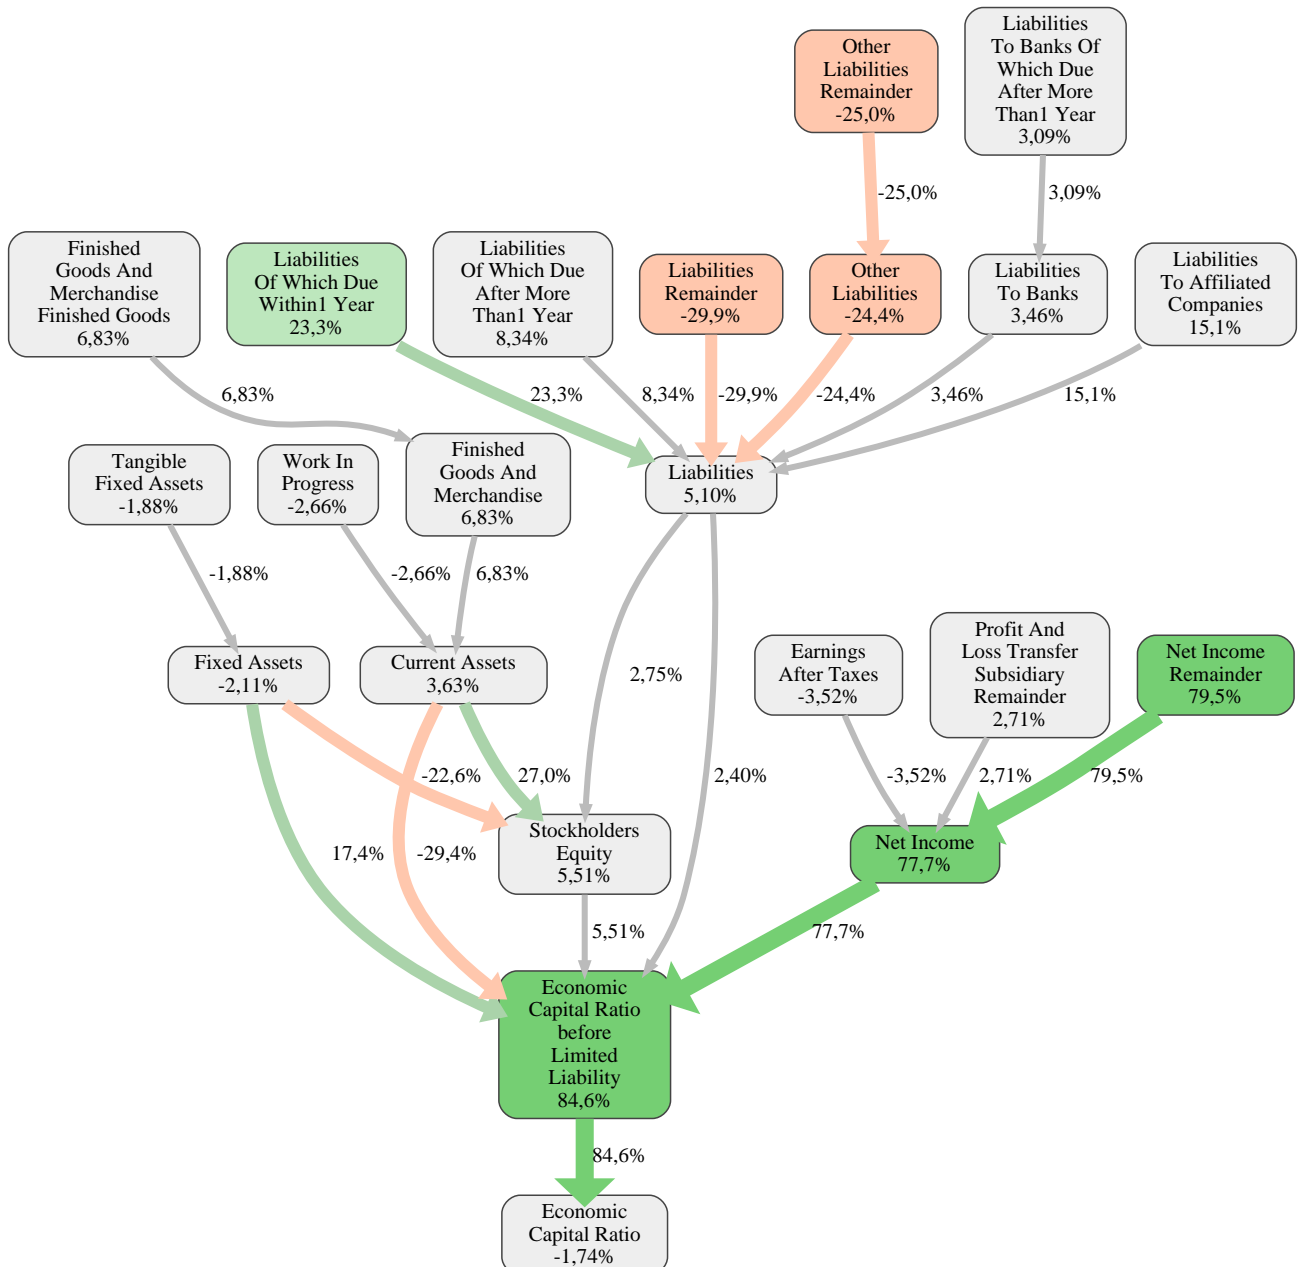 Other
Liabilities
Remainder
-25,0%
Liabilities
To Banks Of
Which Due
After More
Than1 Year
3,09%
-25,0%
3,09%
Finished
Goods And
Merchandise
Finished Goods
6,83%
Liabilities
Of Which Due
Within1 Year
23,3%
Liabilities
Of Which Due
After More
Than1 Year
8,34%
Liabilities
Remainder
-29,9%
Other
Liabilities
-24,4%
Liabilities
To Banks
3,46%
Liabilities
To Affiliated
Companies
15,1%
6,83%
23,3%
8,34%
-29,9%
-24,4%
3,46%
15,1%
Tangible
Fixed Assets
-1,88%
Work In
Progress
-2,66%
Finished
Goods And
Merchandise
6,83%
Liabilities
5,10%
-1,88%
-2,66%
6,83%
Fixed Assets
-2,11%
Current Assets
3,63%
2,75%
Earnings
After Taxes
-3,52%
Profit And
Loss Transfer
Subsidiary
Remainder
2,71%
Net Income
Remainder
79,5%
-22,6%
27,0%
2,40%
-3,52%
2,71%
79,5%
17,4%
-29,4%
Stockholders
Equity
5,51%
Net Income
77,7%
5,51%
77,7%
Economic
Capital Ratio
before
Limited
Liability
84,6%
84,6%
Economic
Capital Ratio
-1,74%